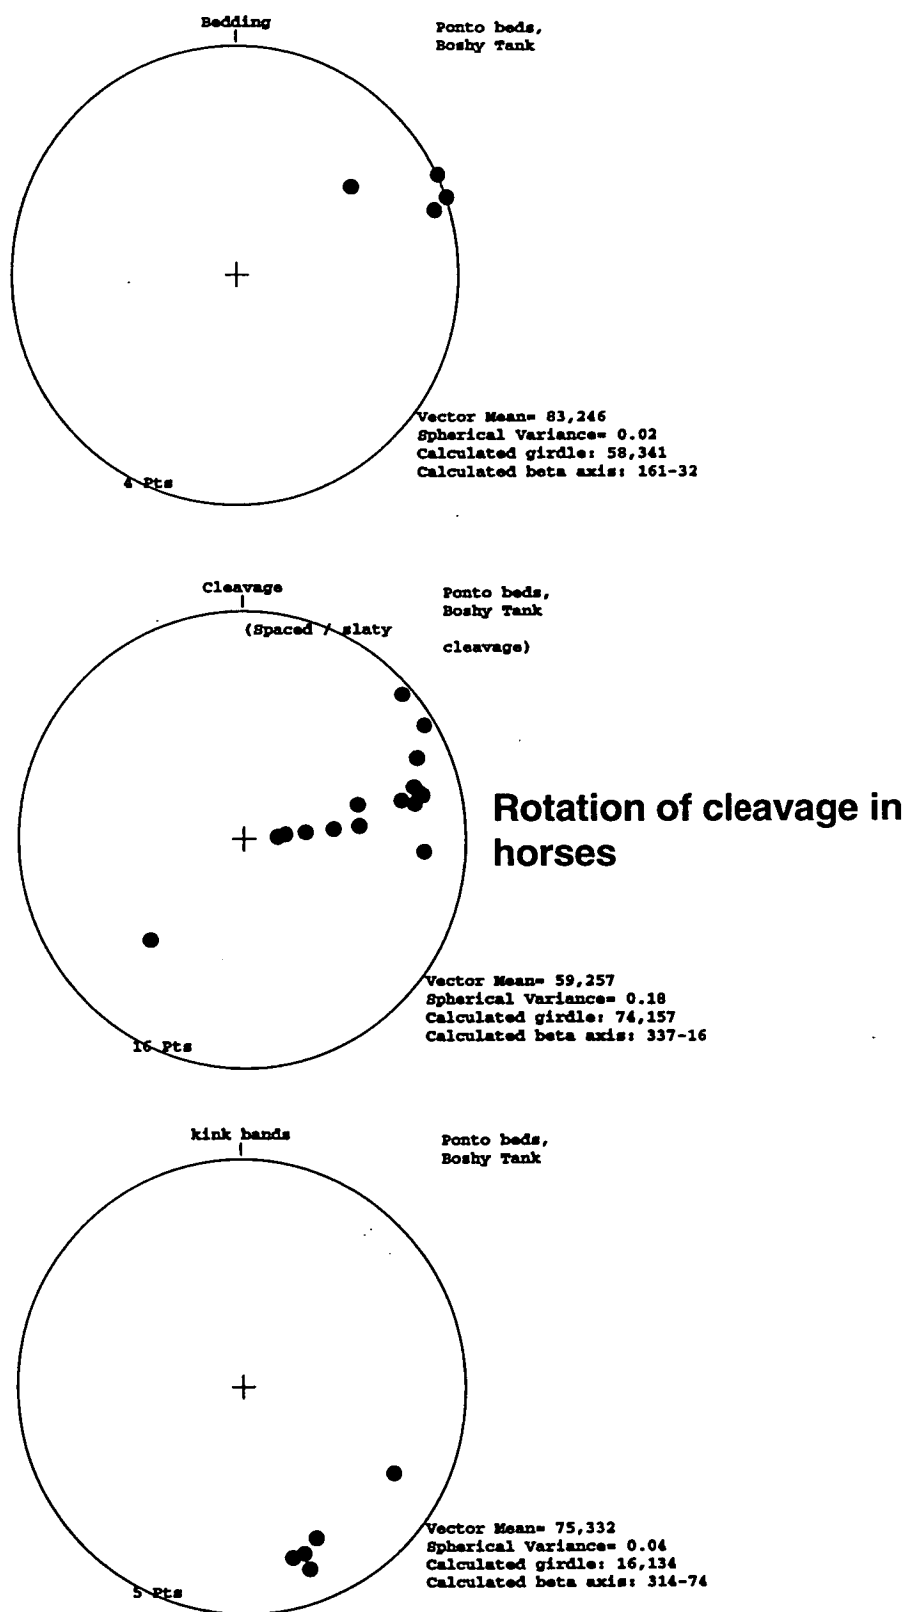 Bedding
Ponto beds,
Boshy Tank
Vector Mean= 83,246
Spherical Variance= 0.02
Calculated girdle: 58,341
Calculated beta axis: 161-32
4 Pts
Cleavage
Ponto beds,
Boshy Tank
(Spaced / slaty
cleavage)
Rotation of cleavage in
horses
Vector Mean= 59,257
Spherical Variance= 0.18
Calculated girdle: 74,157
Calculated beta axis: 337-16
16 Pts
kink bands
Ponto beds,
Boshy Tank
Vector Mean= 75,332
Spherical Variance= 0.04
Calculated girdle: 16,134
Calculated beta axis: 314-74
5 Pts